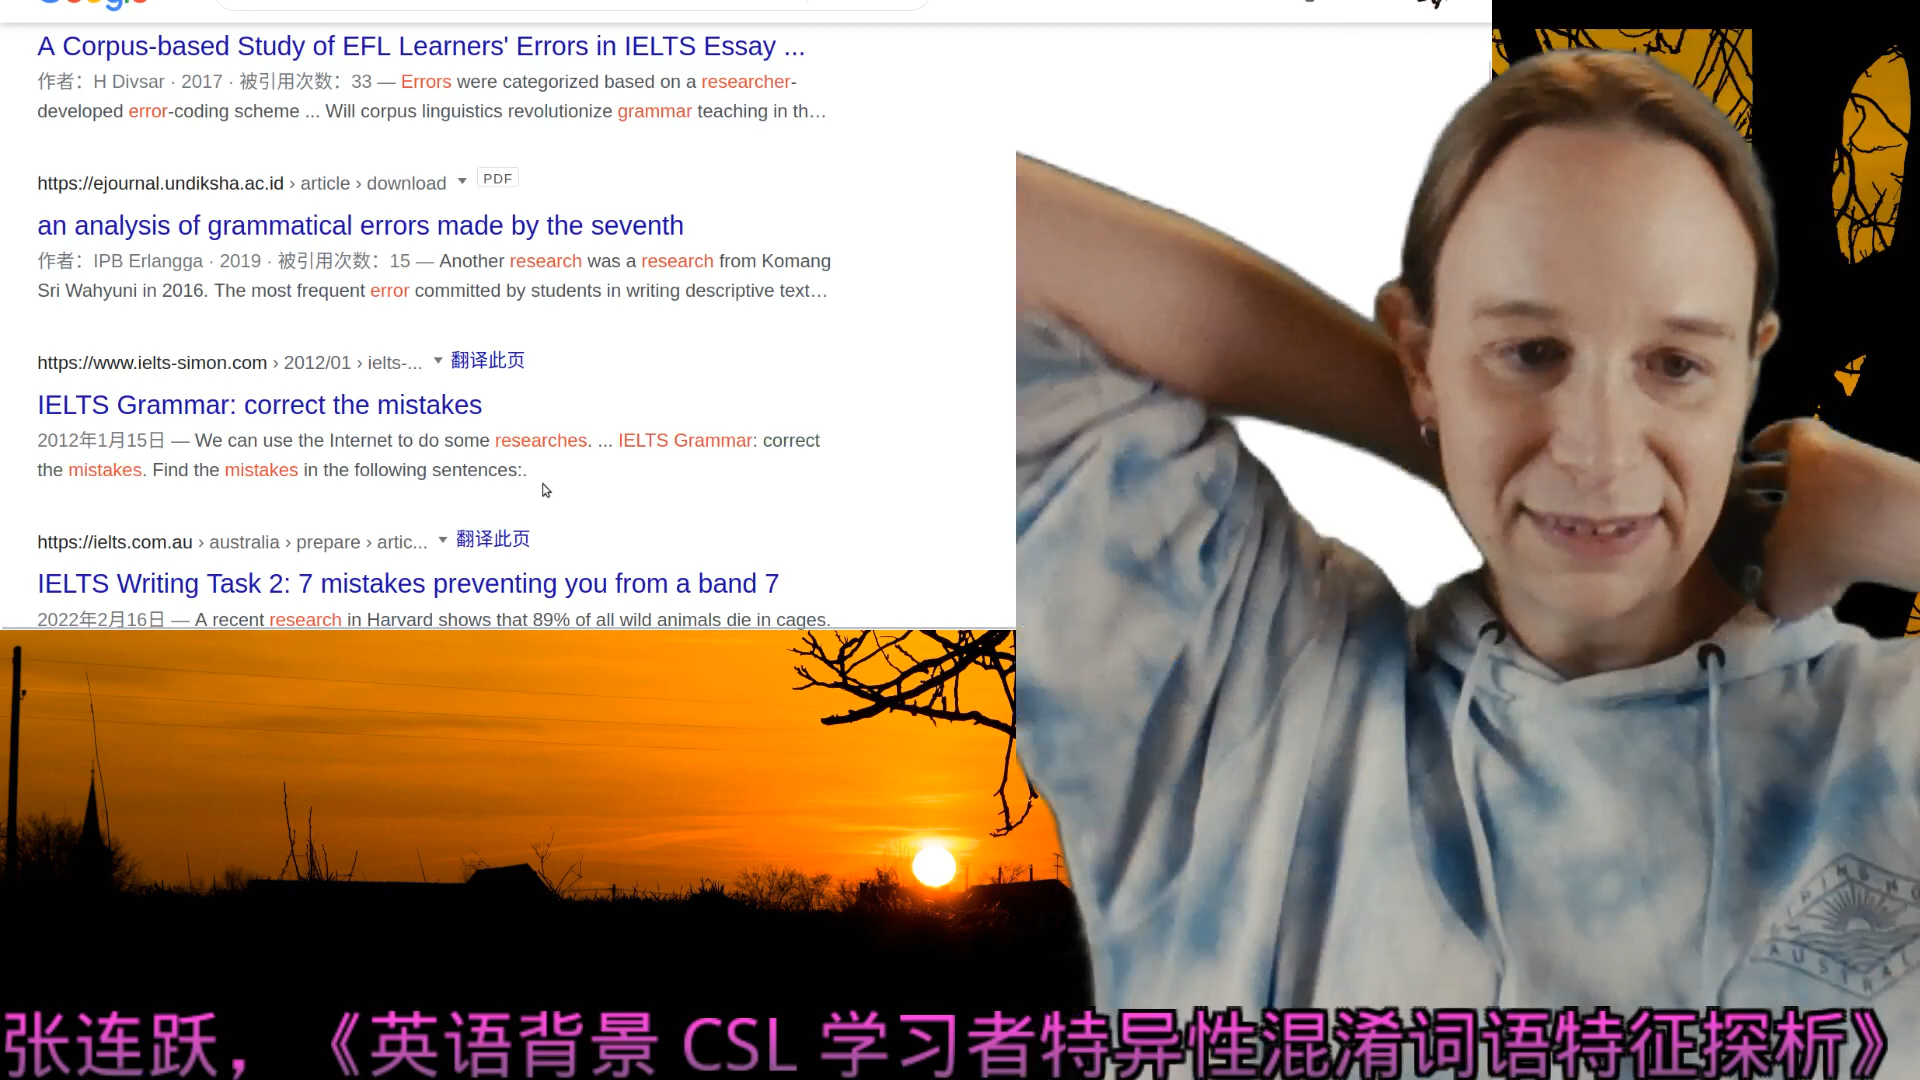 A Corpus-based Study of EFL Learners' Errors in IELTS Essay ...
作者：H Divsar · 2017 · 被引用次数：33 — Errors were categorized based on a researcher-
developed error-coding scheme ... Will corpus linguistics revolutionize grammar teaching in th…
https://ejournal.undiksha.ac.id › article › download PDF
an analysis of grammatical errors made by the seventh
作者：IPB Erlangga · 2019 · 被引用次数：15 — Another research was a research from Komang
Sri Wahyuni in 2016. The most frequent error committed by students in writing descriptive text…
https://www.ielts-simon.com › 2012/01 › ielts-... 翻译此页
IELTS Grammar: correct the mistakes
2012年1月15日 — We can use the Internet to do some researches. ... IELTS Grammar: correct
the mistakes. Find the mistakes in the following sentences:.
https://ielts.com.au › australia › prepare › artic... 翻译此页
IELTS Writing Task 2: 7 mistakes preventing you from a band 7
2022年2月16日 — A recent research in Harvard shows that 89% of all wild animals die in cages.
张连跃，《英语背景 CSL 学习者特异性混淆词语特征探析》